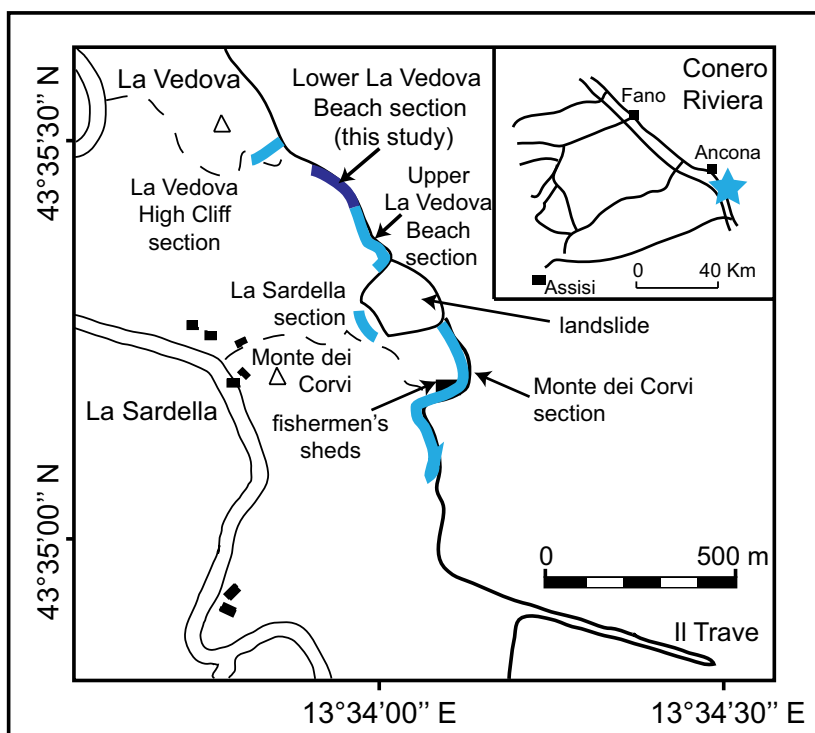 La Vedova
Lower La Vedova
Beach section
(this study)
La Vedova
High Cliff
section
Upper
La Vedova
Beach
section
La Sardella
section
landslide
Monte dei
Corvi
La Sardella
fishermen’s
sheds
Monte dei Corvi
section
0 500 m
Il Trave
Conero
Riviera
Fano
Ancona
Assisi
0 40 Km
43°35’30’’ N
43°35’00’’ N
13°34’00’’ E
13°34’30’’ E